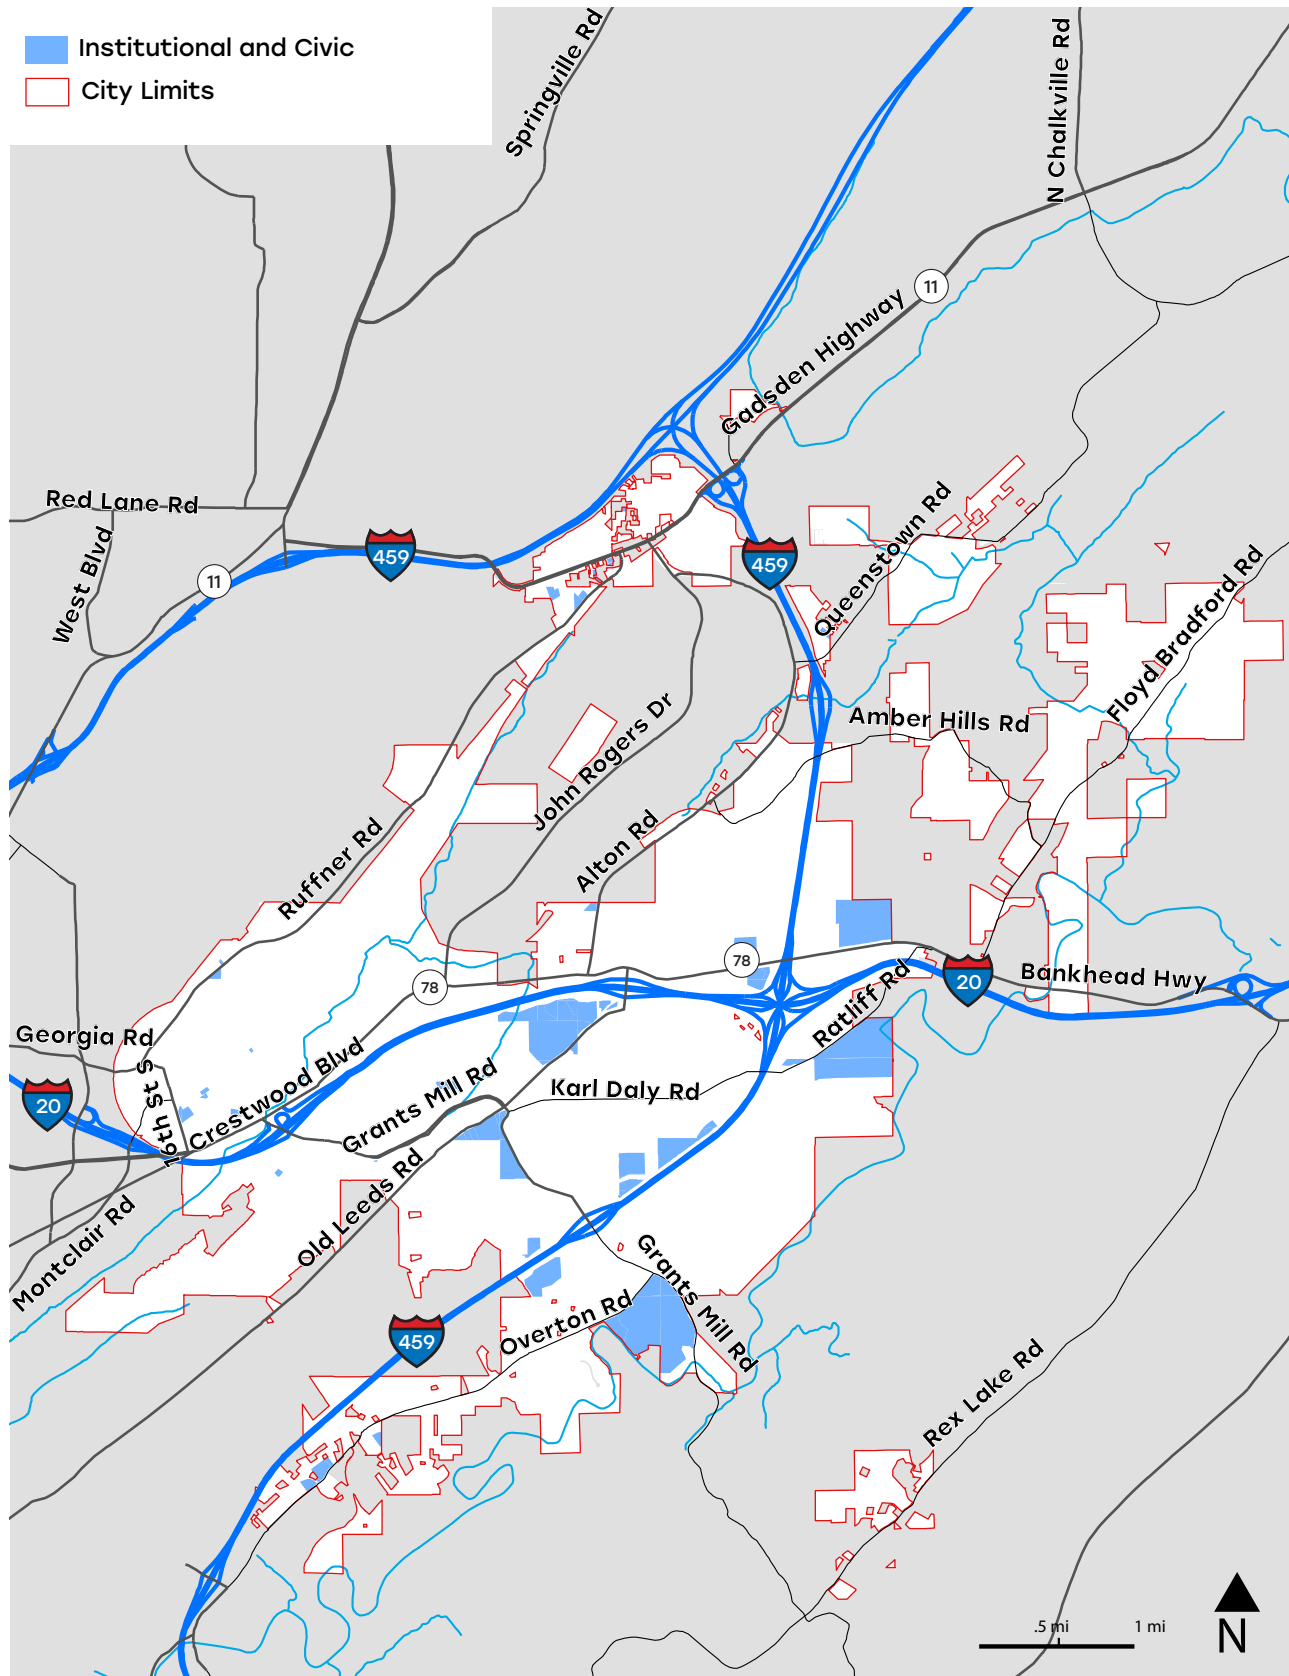 Institutional and Civic
City Limits
Springville Rd
N Chalkville Rd
11
Gadsden Highway
Red Lane Rd
West Blvd
459
11
459
Queenstown Rd
Floyd Bradford Rd
Amber Hills Rd
John Rogers Dr
Alton Rd
Ruffner Rd
78
78
20
Bankhead Hwy
Ratliff Rd
Georgia Rd
16th St S
Crestwood Blvd
Grants Mill Rd
Karl Daly Rd
20
Old Leeds Rd
Montclair Rd
Grants Mill Rd
Overton Rd
459
Rex Lake Rd
.5 mi
1 mi
N